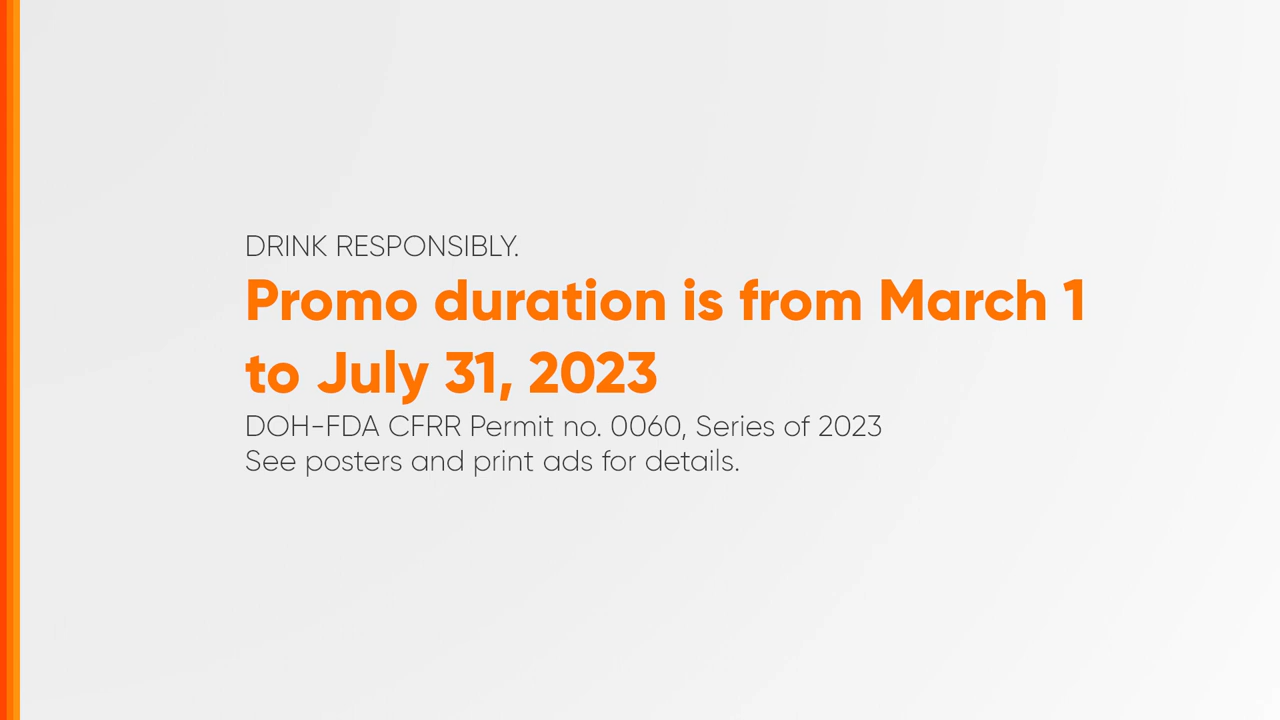 DRINK RESPONSIBLY.
Promo duration is from March 1
to July 31, 2023
DOH-FDA CFRR Permit no. 0060, Series of 2023
See posters and print ads for details.